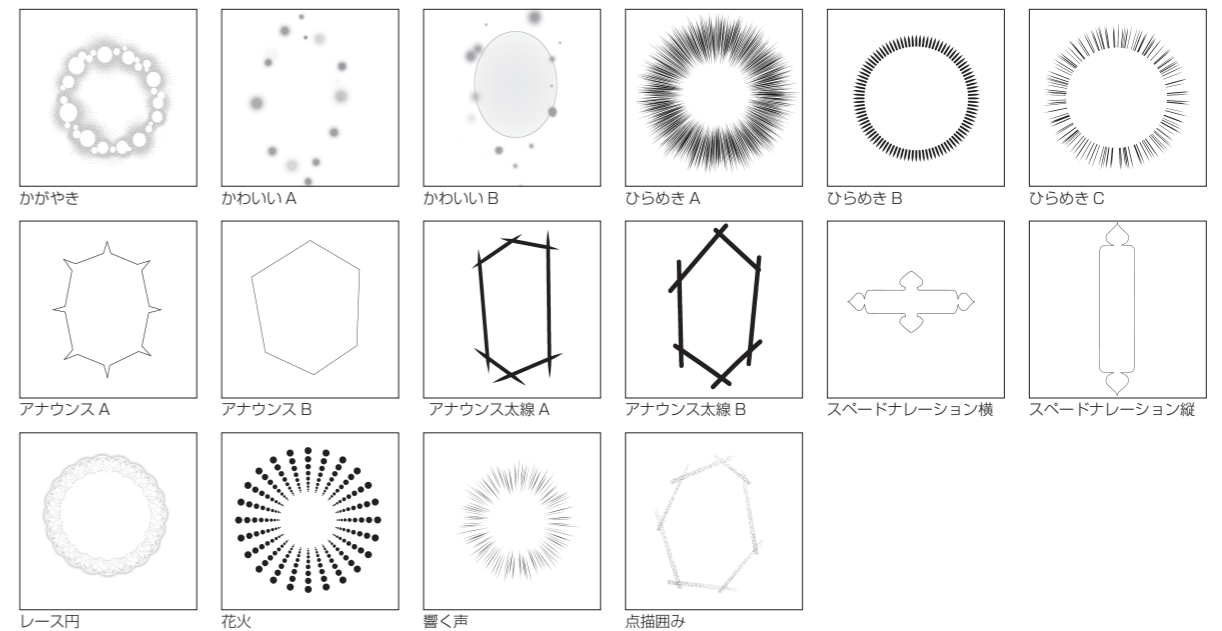 かがやき
かわいい A
かわいい B
ひらめき A
ひらめき B
ひらめき C
アナウンス A
アナウンス B
アナウンス太線 A
アナウンス太線 B
スペードナレーション横
スペードナレーション縦
レース円
花火
響く声
点描囲み